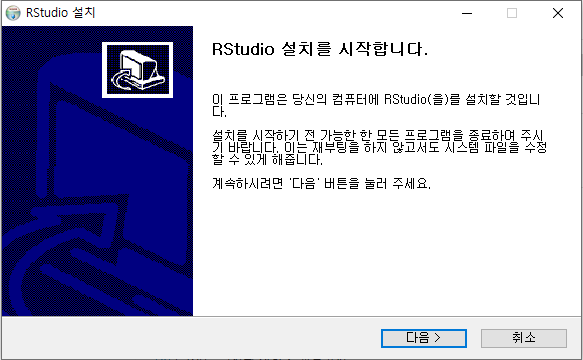 RStudio 설치
RStudio 설치를 시작합니다.
이 프로그램은 당신의 컴퓨터에 RStudio(을)를 설치할 것입니
다.
설치를 시작하기 전 가능한 한 모든 프로그램을 종료하여 주시
기 바랍니다. 이는 재부팅을 하지 않고서도 시스템 파일을 수정
할 수 있게 해줍니다.
계속하시려면 '다음' 버튼을 눌러 주세요.
다음 >
취소